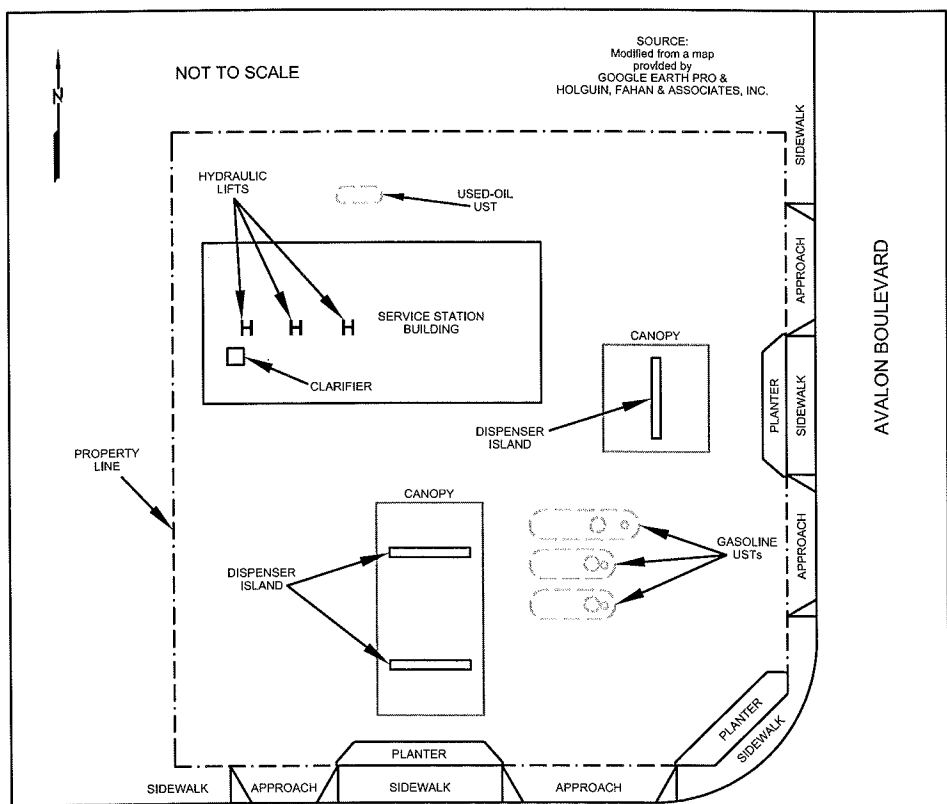 SOURCE:
Modified from a map
provided by
GOOGLE EARTH PRO &
HOLGUIN, FAHAN & ASSOCIATES, INC.
NOT TO SCALE
N
SIDEWALK
HYDRAULIC
LIFTS
USED-OIL
UST
APPROACH
AVALON BOULEVARD
SERVICE STATION
BUILDING
H
H
H
CANOPY
CLARIFIER
PLANTER
SIDEWALK
DISPENSER
ISLAND
PROPERTY
LINE
CANOPY
GASOLINE
USTs
APPROACH
DISPENSER
ISLAND
PLANTER
SIDEWALK
PLANTER
SIDEWALK
APPROACH
SIDEWALK
APPROACH